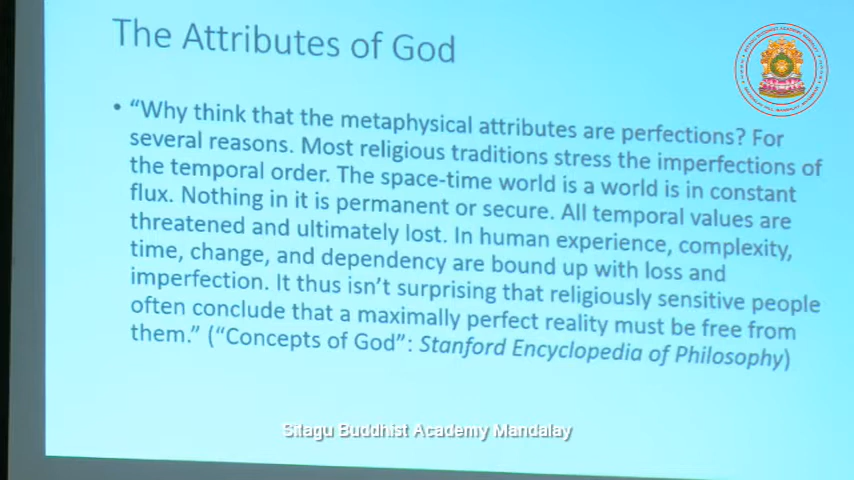 The Attributes of God
• “Why think that the metaphysical attributes are perfections? For
several reasons. Most religious traditions stress the imperfections of
the temporal order. The space-time world is a world is in constant
flux. Nothing in it is permanent or secure. All temporal values are
threatened and ultimately lost. In human experience, complexity,
time, change, and dependency are bound up with loss and
imperfection. It thus isn’t surprising that religiously sensitive people
often conclude that a maximally perfect reality must be free from
them.” (“Concepts of God”: Stanford Encyclopedia of Philosophy)
Sitagu Buddhist Academy Mandalay